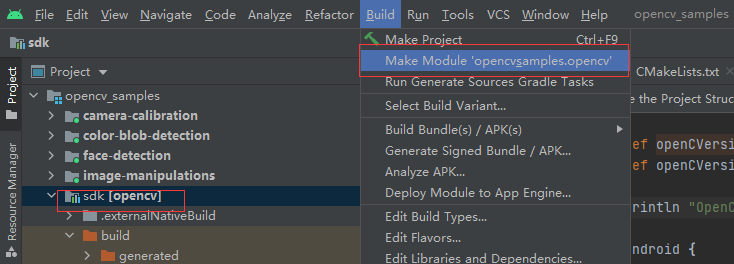 File Edit View Navigate Code Analyze Refactor Build Run Tools VCS Window Help opencv_samples
sdk
Make Project Ctrl+F9
Project
Make Module 'opencvsamples.opencv'
CMakeLists.txt
Run Generate Sources Gradle Tasks
opencv_samples
e the Project Struc
camera-calibration
Select Build Variant...
color-blob-detection
Build Bundle(s) / APK(s)
ef openCVersi
face-detection
Generate Signed Bundle / APK...
ef openCVersi
image-manipulations
Analyze APK...
sdk [opencv]
Deploy Module to App Engine...
rintln "OpenC
.externalNativeBuild
Edit Build Types...
build
Edit Flavors...
ndroid {
generated
Edit Libraries and Dependencies...
Project
Resource Manager